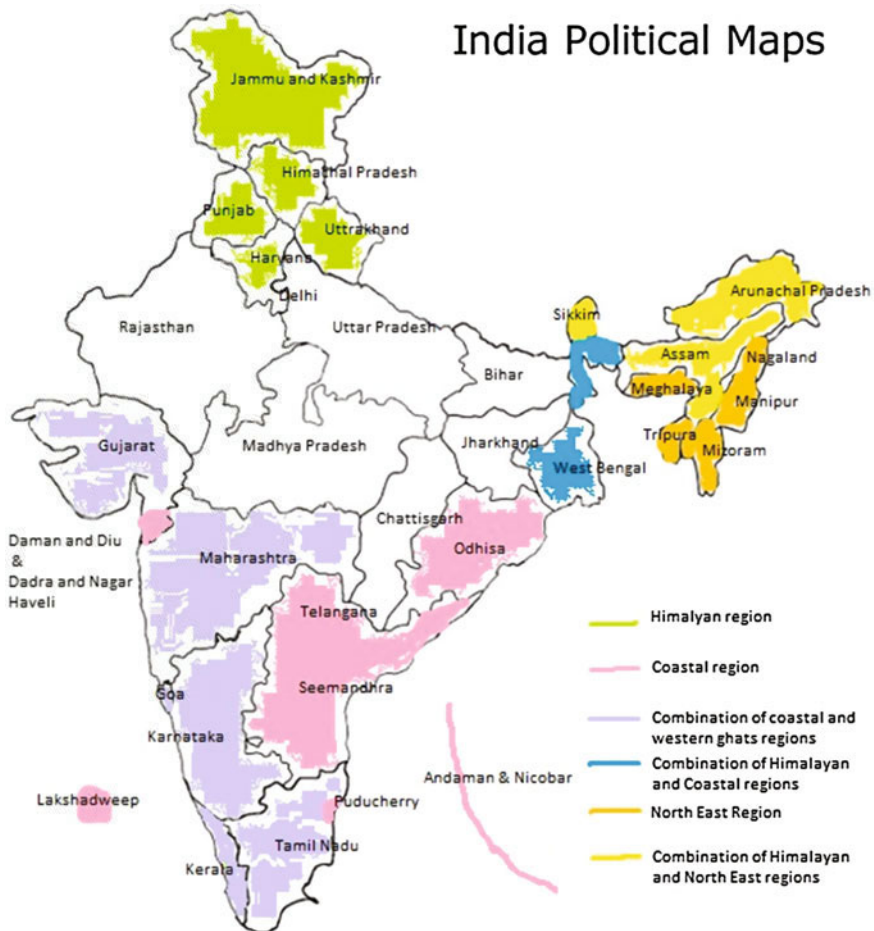 India Political Maps
Jammu and Kashmir
Himachal Pradesh
Punjab
Uttrakhand
Haryana
Delhi
Rajasthan
Uttar Pradesh
Sikkim
Arunachal Pradesh
Assam
Nagaland
Bihar
Meghalaya
Manipur
Gujarat
Madhya Pradesh
Jharkhand
Tripura
Mizoram
West Bengal
Chattisgarh
Daman and Diu
&
Dadra and Nagar
Haveli
Maharashtra
Odhisa
Telangana
Seemandhra
Goa
Karnataka
Andaman & Nicobar
Lakshadweep
Puducherry
Tamil Nadu
Kerala
Himalyan region
Coastal region
Combination of coastal and
western ghats regions
Combination of Himalayan
and Coastal regions
North East Region
Combination of Himalayan
and North East regions